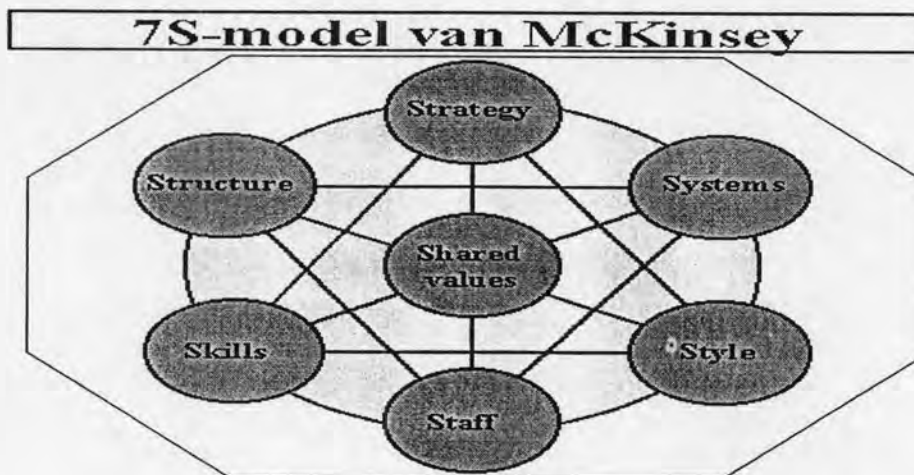 7S-model van McKinsey
Strategy
Structure
Systems
Shared
values
Skills
Style
Staff